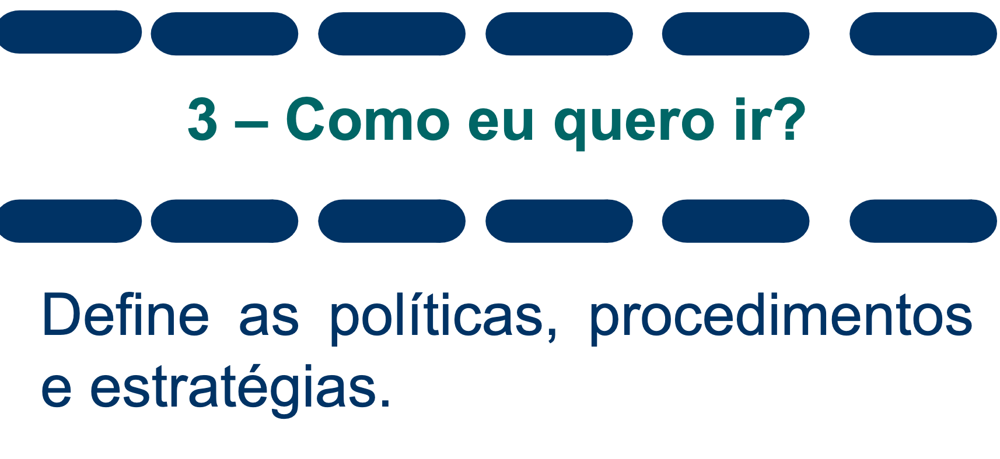 3 – Como eu quero ir?
Define as políticas, procedimentos
e estratégias.